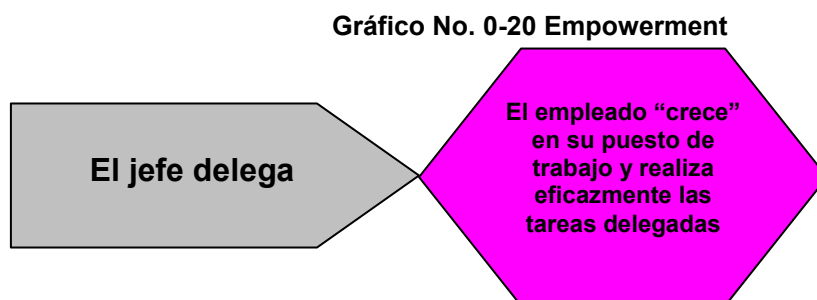 Gráfico No. 0-20 Empowerment
El jefe delega
El empleado “crece”
en su puesto de
trabajo y realiza
eficazmente las
tareas delegadas